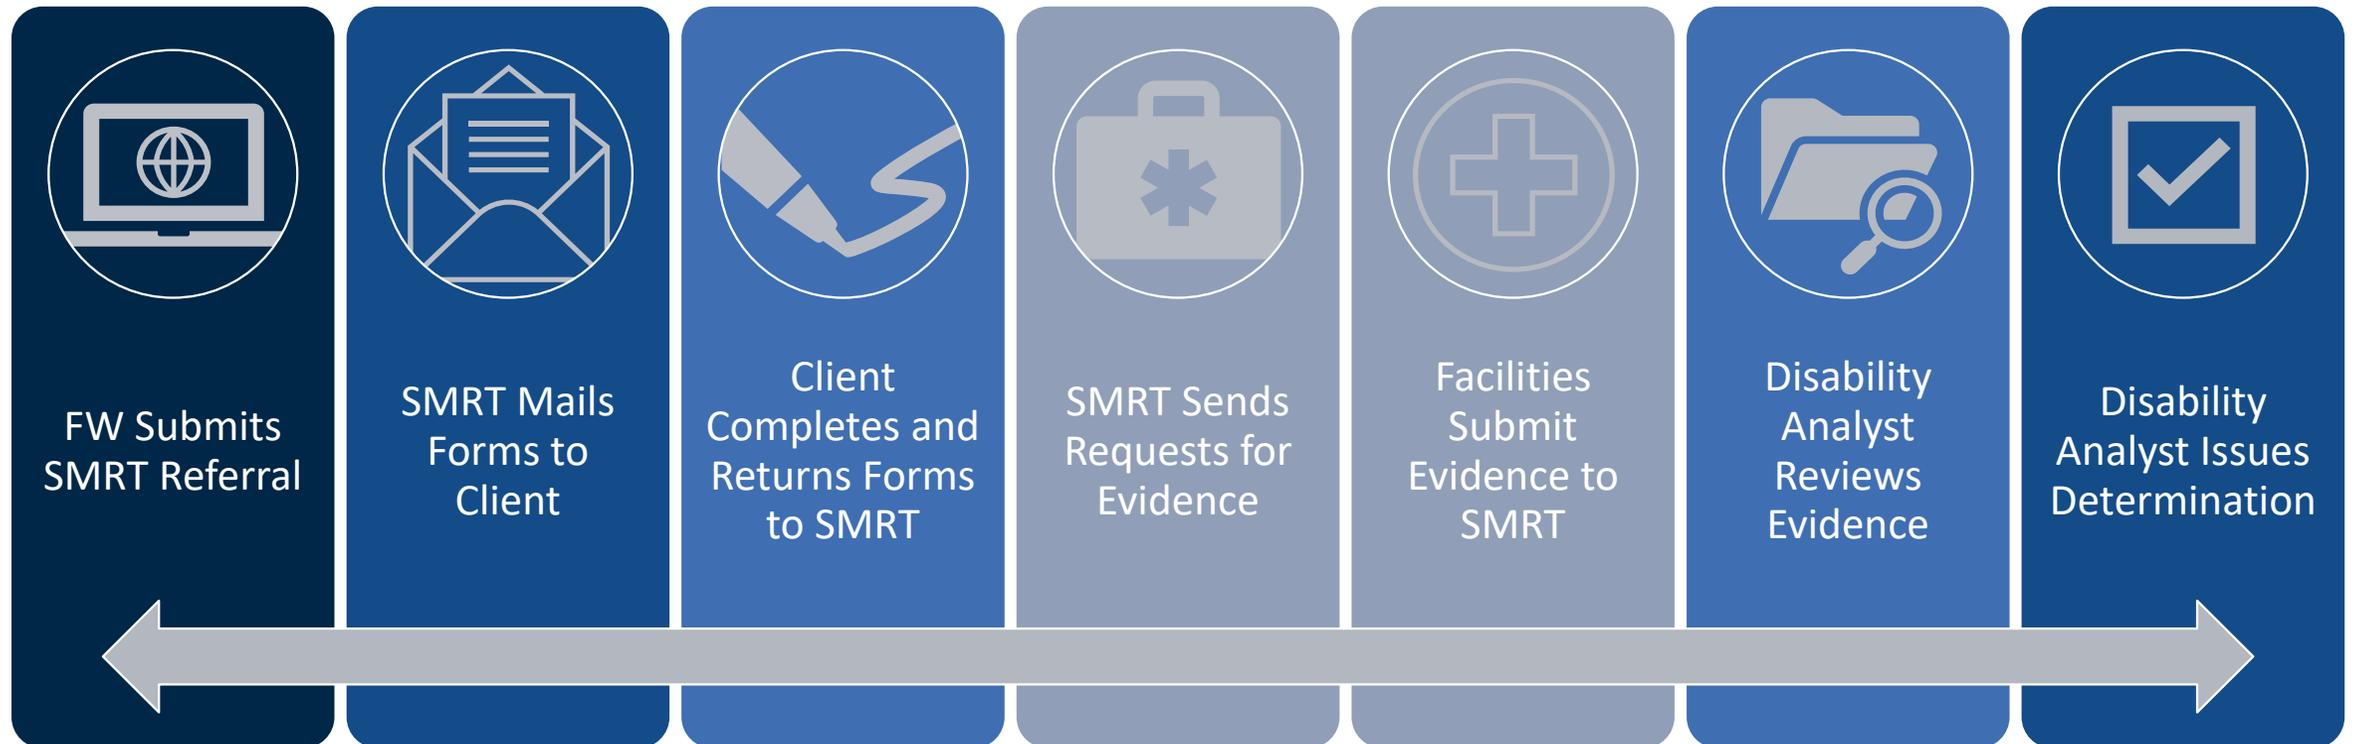 FW Submits
SMRT Referral
SMRT Mails
Forms to
Client
Client
Completes and
Returns Forms
to SMRT
SMRT Sends
Requests for
Evidence
Facilities
Submit
Evidence to
SMRT
Disability
Analyst
Reviews
Evidence
Disability
Analyst Issues
Determination